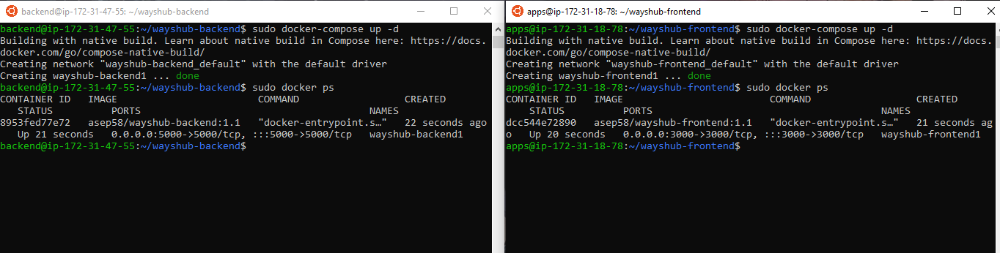 backend@ip-172-31-47-55: ~/wayshub-backend
backend@ip-172-31-47-55:~/wayshub-backend$ sudo docker-compose up -d
Building with native build. Learn about native build in Compose here: https://docs.
docker.com/go/compose-native-build/
Creating network "wayshub-backend_default" with the default driver
Creating wayshub-backend1 ... done
backend@ip-172-31-47-55:~/wayshub-backend$ sudo docker ps
CONTAINER ID   IMAGE                        COMMAND                  CREATED
   STATUS          PORTS                                       NAMES
8953fed77e72   asep58/wayshub-backend:1.1   "docker-entrypoint.s…"   22 seconds ago
   Up 21 seconds   0.0.0.0:5000->5000/tcp, :::5000->5000/tcp   wayshub-backend1
backend@ip-172-31-47-55:~/wayshub-backend$
apps@ip-172-31-18-78: ~/wayshub-frontend
apps@ip-172-31-18-78:~/wayshub-frontend$ sudo docker-compose up -d
Building with native build. Learn about native build in Compose here: https://docs.
docker.com/go/compose-native-build/
Creating network "wayshub-frontend_default" with the default driver
Creating wayshub-frontend1 ... done
apps@ip-172-31-18-78:~/wayshub-frontend$ sudo docker ps
CONTAINER ID   IMAGE                         COMMAND                  CREATED
    STATUS          PORTS                                       NAMES
dcc544e72890   asep58/wayshub-frontend:1.1   "docker-entrypoint.s…"   21 seconds ag
o   Up 20 seconds   0.0.0.0:3000->3000/tcp, :::3000->3000/tcp   wayshub-frontend1
apps@ip-172-31-18-78:~/wayshub-frontend$